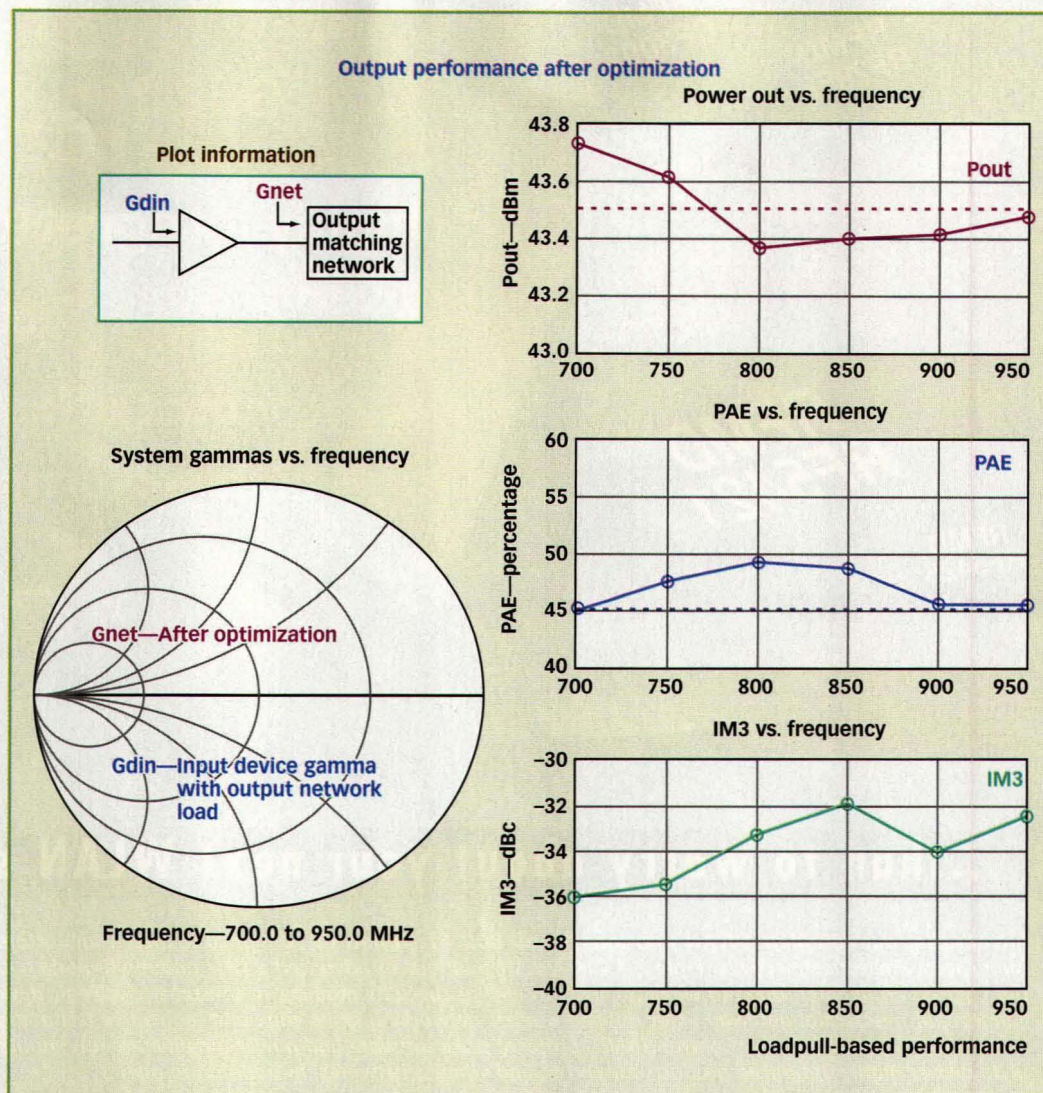 Output performance after optimization
Plot information
Gdin
Gnet
Output
matching
network
Power out vs. frequency
Pout—dBm
43.8
43.6
43.4
43.2
43.0
Pout
700 750 800 850 900 950
System gammas vs. frequency
Gnet—After optimization
Gdin—Input device gamma
with output network
load
Frequency—700.0 to 950.0 MHz
PAE vs. frequency
PAE—percentage
60
55
50
45
40
PAE
700 750 800 850 900 950
IM3 vs. frequency
IM3—dBc
−30
−32
−34
−36
−38
−40
IM3
700 750 800 850 900 950
Loadpull-based performance